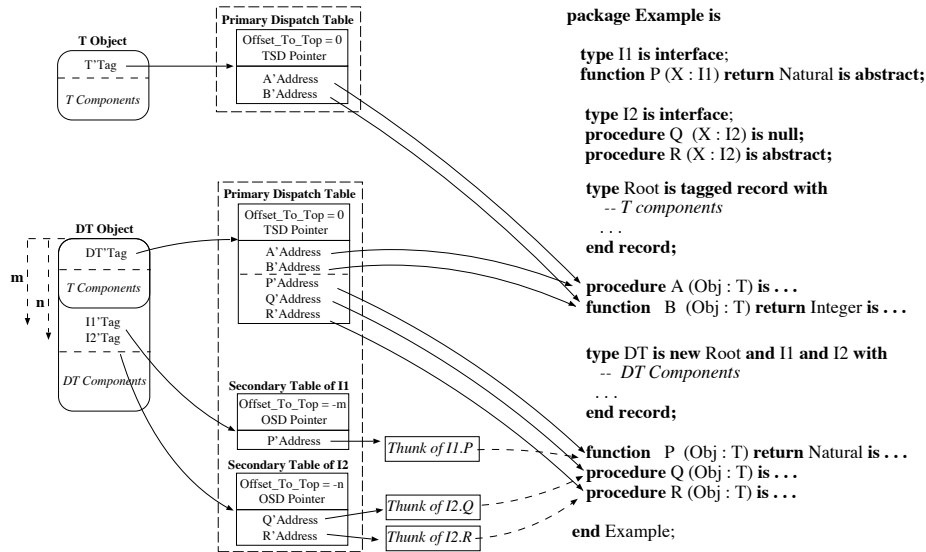 T Object
T'Tag
T Components
Primary Dispatch Table
Offset_To_Top = 0
TSD Pointer
A'Address
B'Address
DT Object
m
n
DT'Tag
T Components
I1'Tag
I2'Tag
DT Components
Primary Dispatch Table
Offset_To_Top = 0
TSD Pointer
A'Address
B'Address
P'Address
Q'Address
R'Address
Secondary Table of I1
Offset_To_Top = -m
OSD Pointer
P'Address
Thunk of I1.P
Secondary Table of I2
Offset_To_Top = -n
OSD Pointer
Q'Address
R'Address
Thunk of I2.Q
Thunk of I2.R
package Example is
type I1 is interface;
function P (X : I1) return Natural is abstract;
type I2 is interface;
procedure Q (X : I2) is null;
procedure R (X : I2) is abstract;
type Root is tagged record with
-- T components
. . .
end record;
procedure A (Obj : T) is . . .
function B (Obj : T) return Integer is . . .
type DT is new Root and I1 and I2 with
-- DT Components
. . .
end record;
function P (Obj : T) return Natural is . . .
procedure Q (Obj : T) is . . .
procedure R (Obj : T) is . . .
end Example;